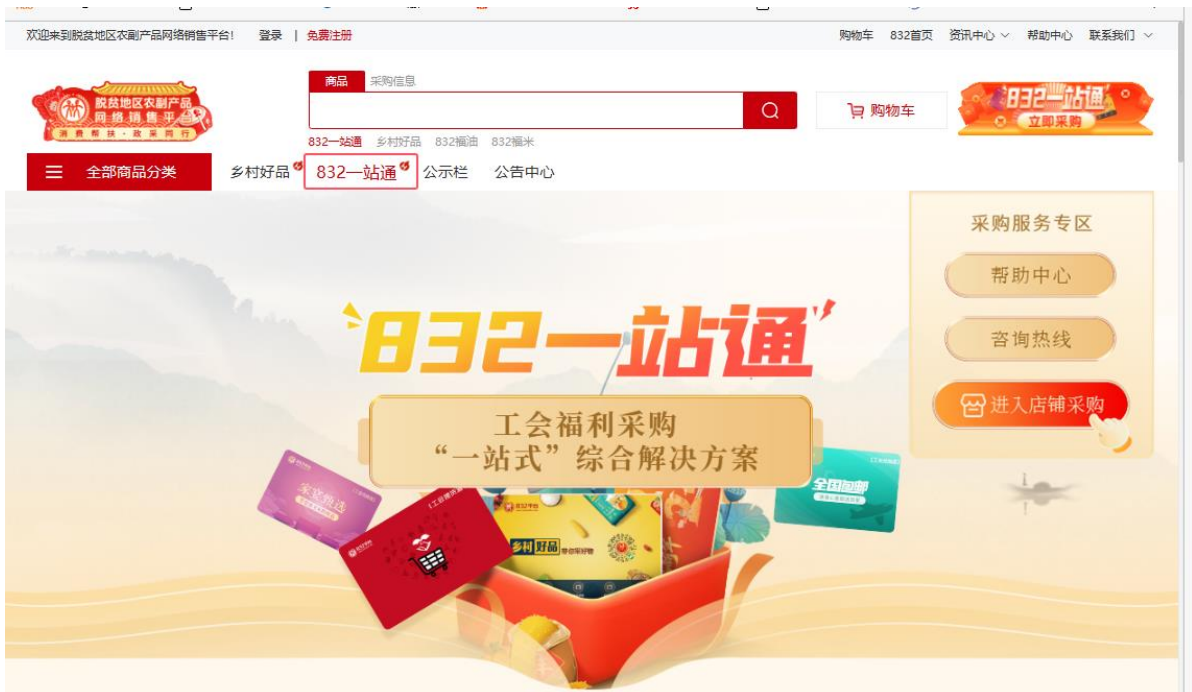 欢迎来到脱贫地区农副产品网络销售平台！ 登录 | 免费注册
购物车 832首页 资讯中心 帮助中心 联系我们
商品 采购信息
脱贫地区农副产品
网络销售平台
消费帮扶·政采同行
购物车
832一站通
立即采购
832一站通 乡村好品 832福油 832福米
全部商品分类 乡村好品 832一站通 公示栏 公告中心
采购服务专区
帮助中心
咨询热线
进入店铺采购
832一站通
工会福利采购
“一站式”综合解决方案
家宴甄选
全国包邮
832平台
乡村好品